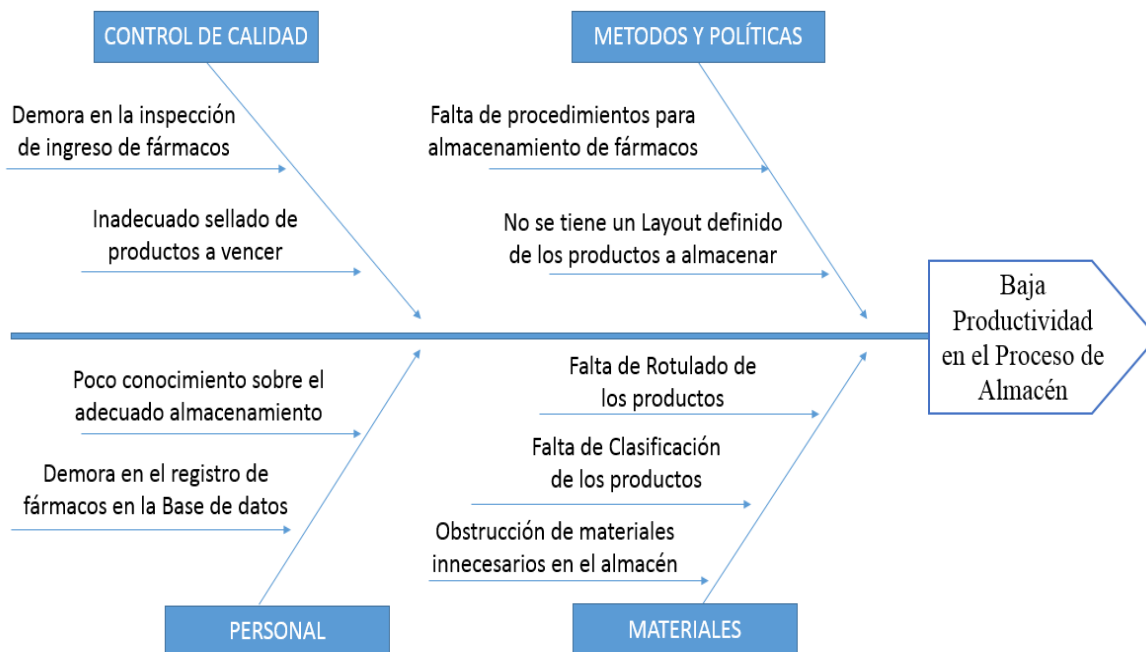 CONTROL DE CALIDAD
METODOS Y POLÍTICAS
Demora en la inspección
de ingreso de fármacos
Inadecuado sellado de
productos a vencer
Falta de procedimientos para
almacenamiento de fármacos
No se tiene un Layout definido
de los productos a almacenar
Baja
Productividad
en el Proceso de
Almacén
Poco conocimiento sobre el
adecuado almacenamiento
Demora en el registro de
fármacos en la Base de datos
Falta de Rotulado de
los productos
Falta de Clasificación
de los productos
Obstrucción de materiales
innecesarios en el almacén
PERSONAL
MATERIALES